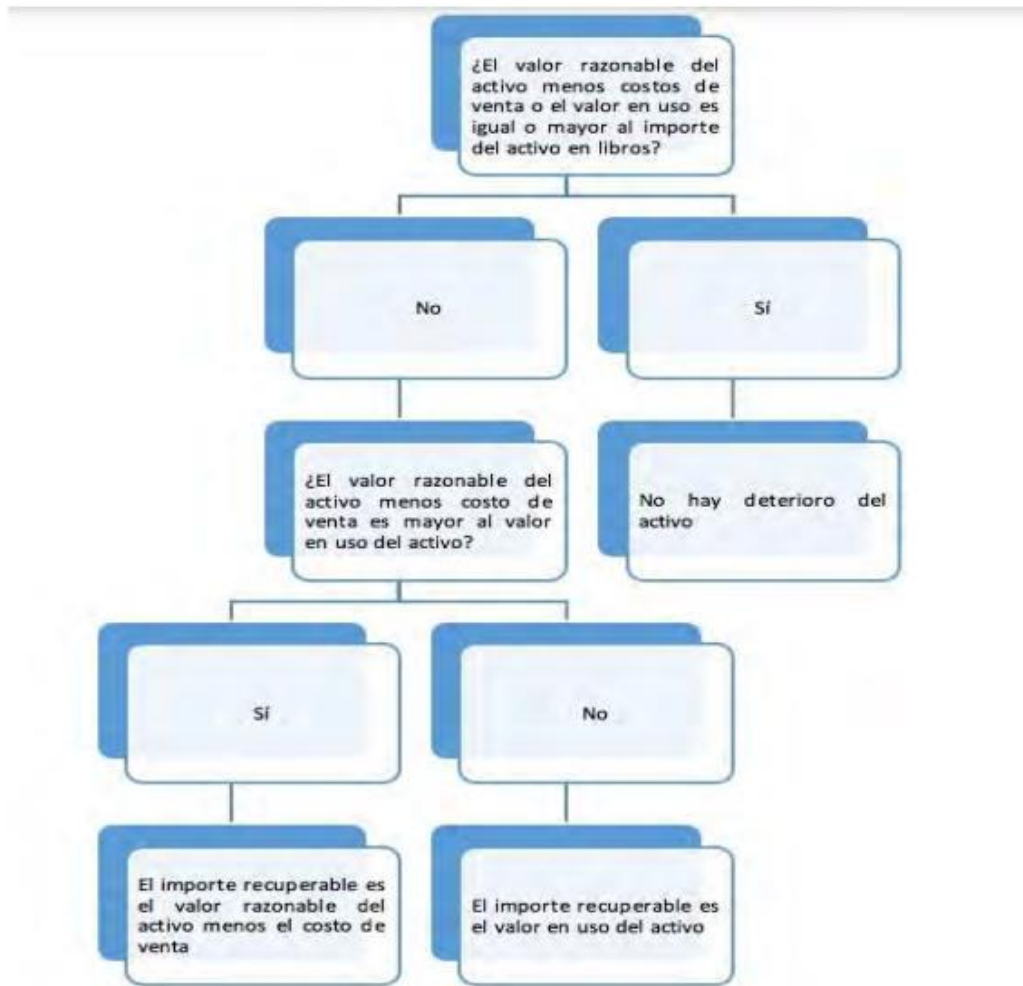 ¿El valor razonable del
activo menos costos de
venta o el valor en uso es
igual o mayor al importe
del activo en libros?
No
Sí
¿El valor razonable del
activo menos costo de
venta es mayor al valor
en uso del activo?
No hay deterioro del
activo
Sí
No
El importe recuperable es
el valor razonable del
activo menos el costo de
venta
El importe recuperable es
el valor en uso del activo